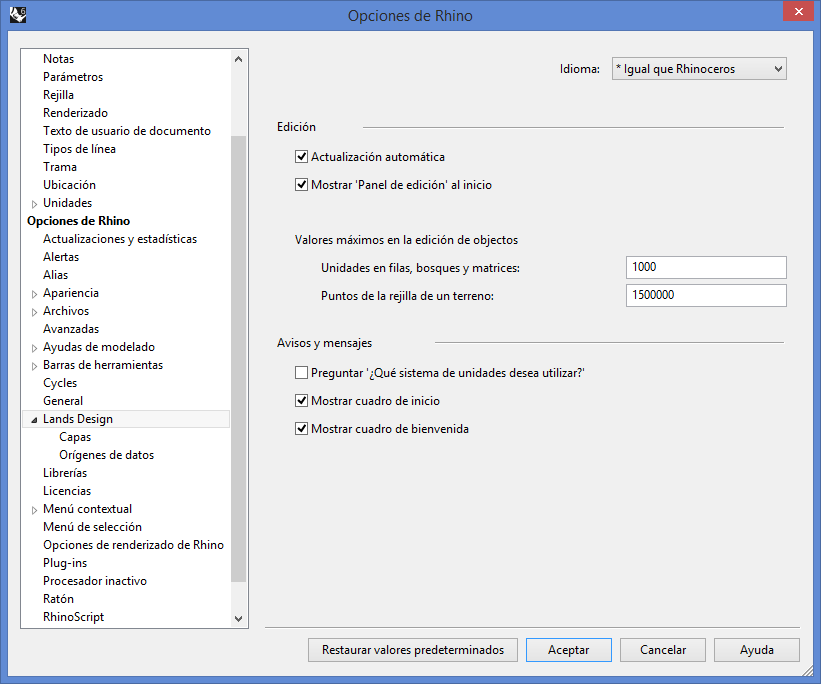 Opciones de Rhino
Notas
Parámetros
Rejilla
Renderizado
Texto de usuario de documento
Tipos de línea
Trama
Ubicación
Unidades
Opciones de Rhino
Actualizaciones y estadísticas
Alertas
Alias
Apariencia
Archivos
Avanzadas
Ayudas de modelado
Barras de herramientas
Cycles
General
Lands Design
Capas
Orígenes de datos
Librerías
Licencias
Menú contextual
Menú de selección
Opciones de renderizado de Rhino
Plug-ins
Procesador inactivo
Ratón
RhinoScript
Idioma: * Igual que Rhinoceros
Edición
Actualización automática
Mostrar 'Panel de edición' al inicio
Valores máximos en la edición de objectos
Unidades en filas, bosques y matrices: 1000
Puntos de la rejilla de un terreno: 1500000
Avisos y mensajes
Preguntar '¿Qué sistema de unidades desea utilizar?'
Mostrar cuadro de inicio
Mostrar cuadro de bienvenida
Restaurar valores predeterminados Aceptar Cancelar Ayuda